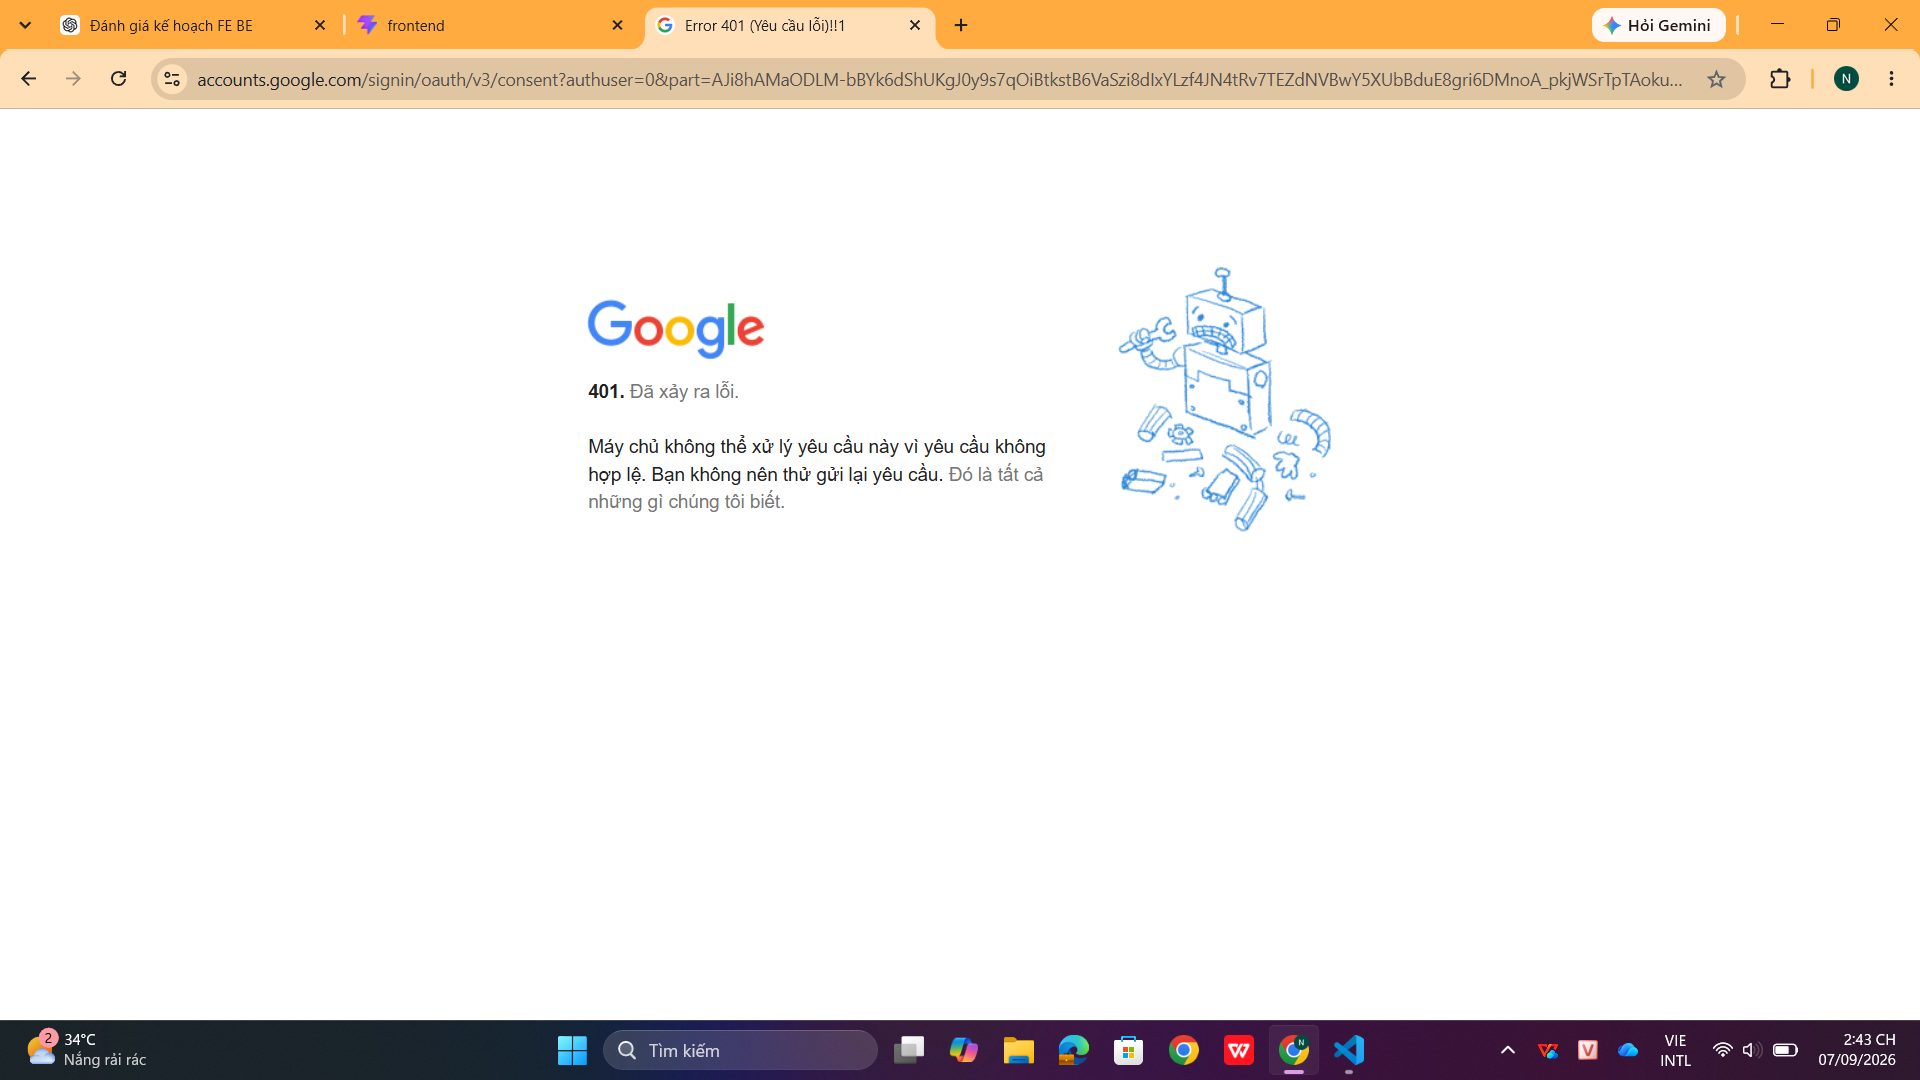 Đánh giá kế hoạch FE BE
frontend
Error 401 (Yêu cầu lỗi)!!1
Hỏi Gemini
accounts.google.com/signin/oauth/v3/consent?authuser=0&part=AJi8hAMaODLM-bBYk6dShUKgJ0y9s7qOiBtkstB6VaSzi8dIxYLzf4JN4tRv7TEZdNVBwY5XUbBduE8gri6DMnoA_pkjWSrTpTAoku...
N
Google
401. Đã xảy ra lỗi.
Máy chủ không thể xử lý yêu cầu này vì yêu cầu không
hợp lệ. Bạn không nên thử gửi lại yêu cầu. Đó là tất cả
những gì chúng tôi biết.
2
34°C
Nắng rải rác
Tìm kiếm
VIE
INTL
2:43 CH
07/09/2026